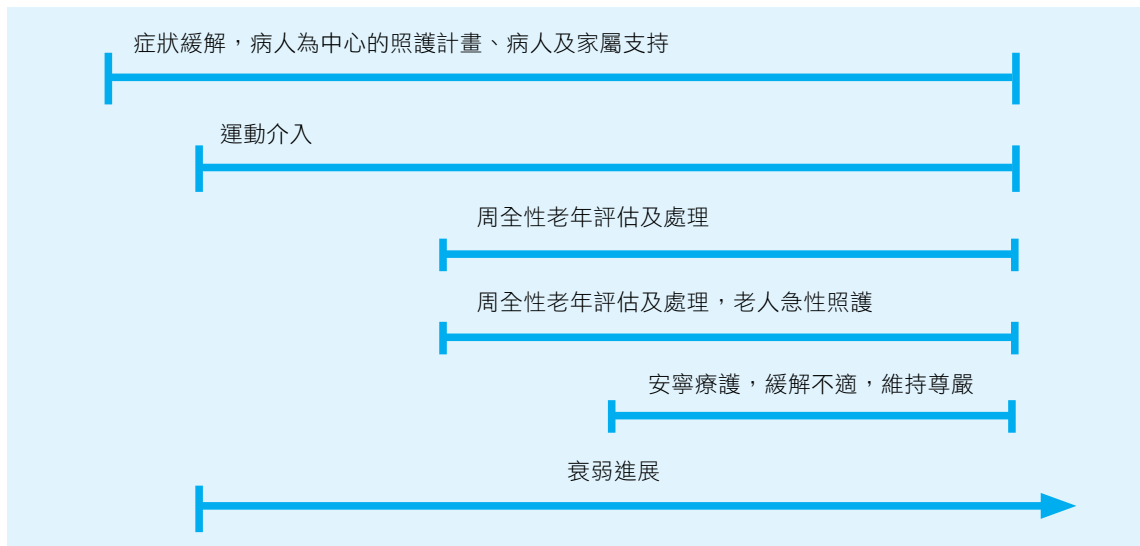 症狀緩解，病人為中心的照護計畫、病人及家屬支持
運動介入
周全性老年評估及處理
周全性老年評估及處理，老人急性照護
安寧療護，緩解不適，維持尊嚴
衰弱進展